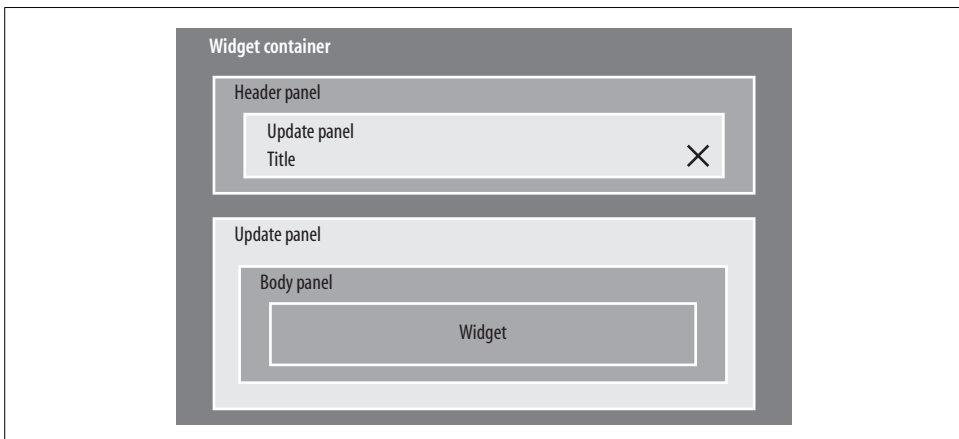 Widget container
Header panel
Update panel
Title
Update panel
Body panel
Widget